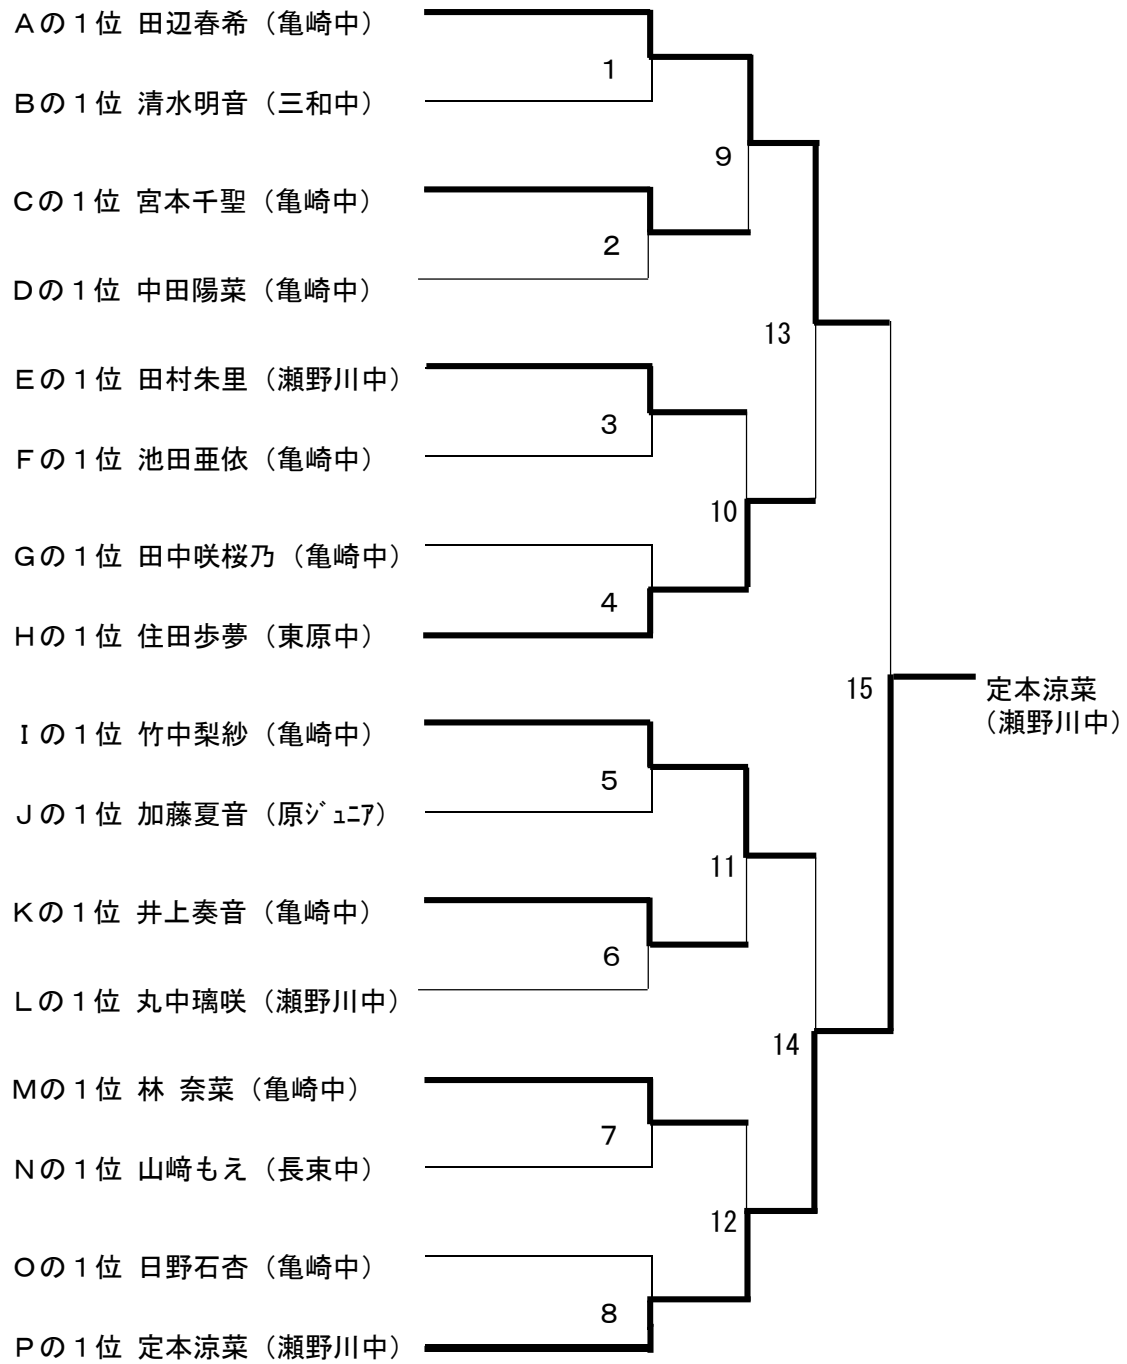 Aの1位 田辺春希（亀崎中）
1
Bの1位 清水明音（三和中）
9
Cの1位 宮本千聖（亀崎中）
2
Dの1位 中田陽菜（亀崎中）
13
Eの1位 田村朱里（瀬野川中）
3
Fの1位 池田亜依（亀崎中）
10
Gの1位 田中咲桜乃（亀崎中）
4
Hの1位 住田歩夢（東原中）
15
定本涼菜
（瀬野川中）
Iの1位 竹中梨紗（亀崎中）
5
Jの1位 加藤夏音（原ｼﾞｭﾆｱ）
11
Kの1位 井上奏音（亀崎中）
6
Lの1位 丸中璃咲（瀬野川中）
14
Mの1位 林 奈菜（亀崎中）
7
Nの1位 山﨑もえ（長束中）
12
Oの1位 日野石杏（亀崎中）
8
Pの1位 定本涼菜（瀬野川中）